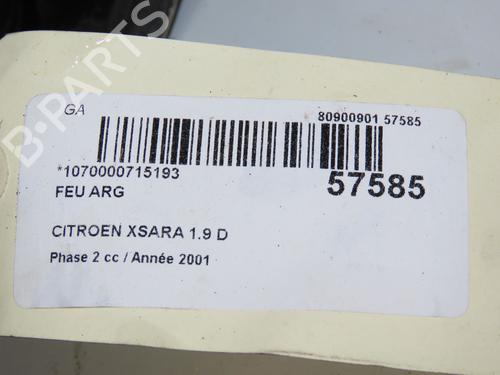 B-PARTS
GA
80900901 57585
*1070000715193
57585
FEU ARG
CITROEN XSARA 1.9 D
Phase 2 cc / Année 2001